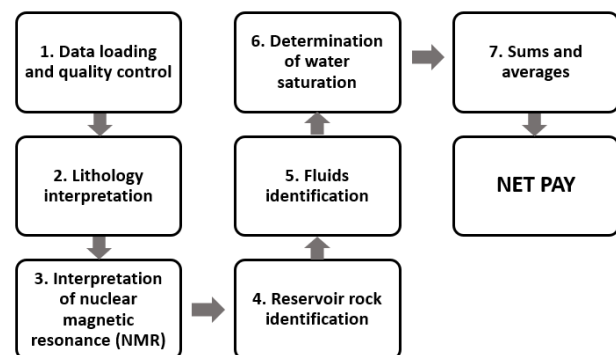 1. Data loading
and quality control
2. Lithology
interpretation
3. Interpretation
of nuclear
magnetic
resonance (NMR)
4. Reservoir rock
identification
5. Fluids
identification
6. Determination
of water
saturation
7. Sums and
averages
NET PAY